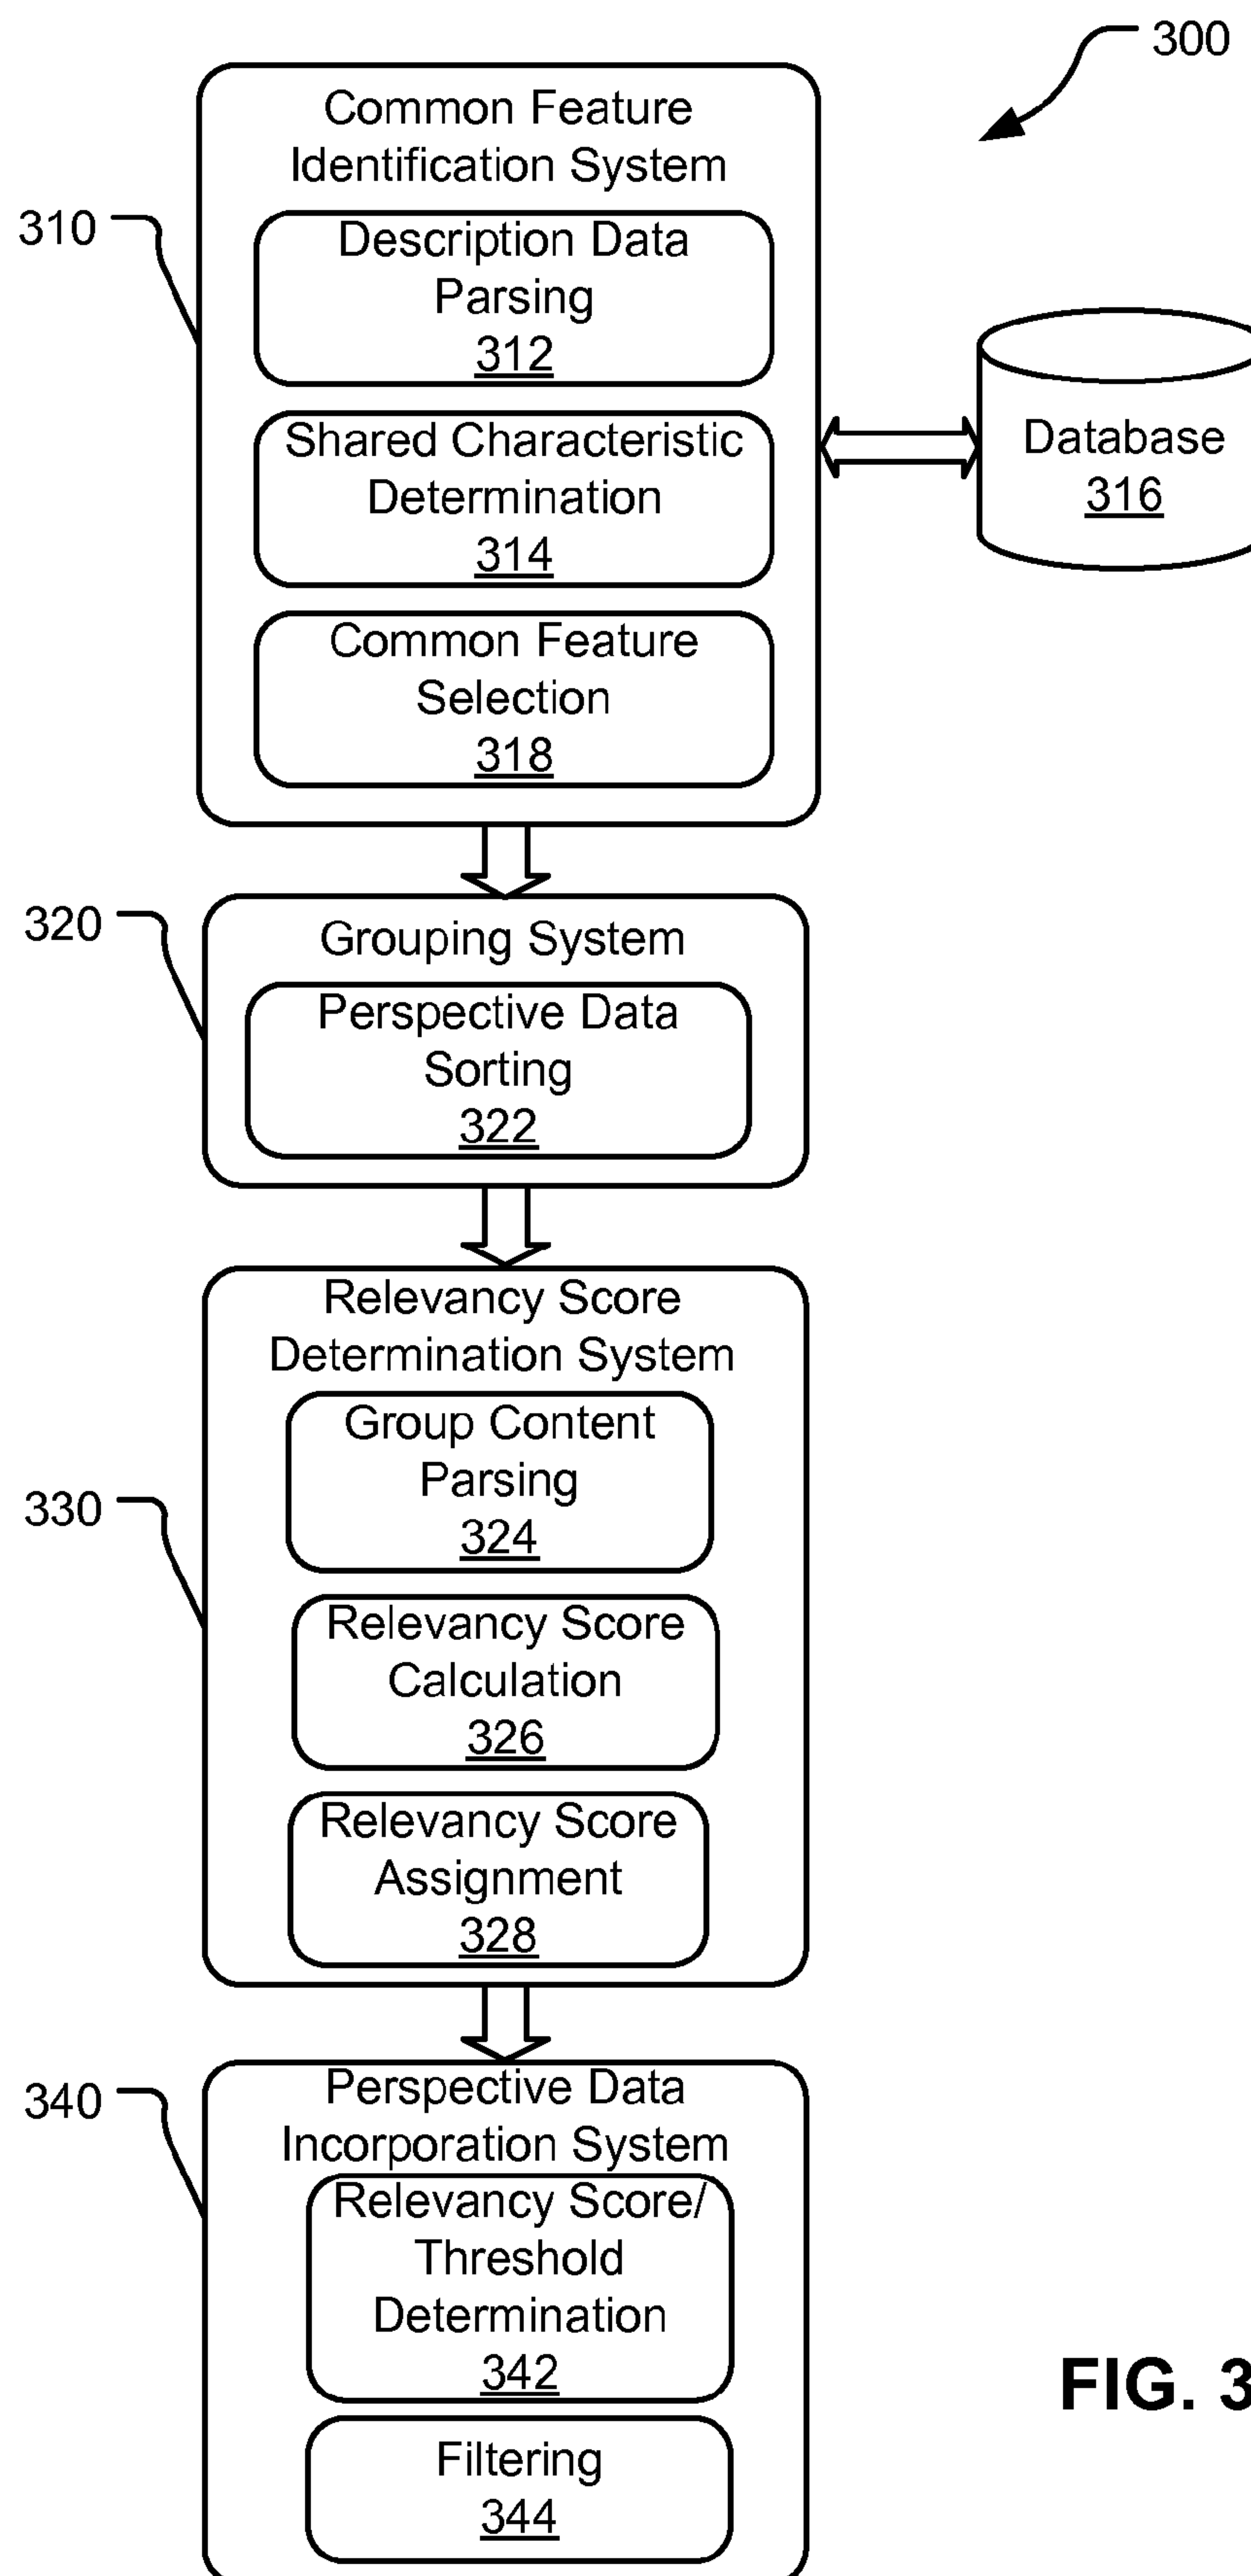 300
Common Feature
Identification System
310
Description Data
Parsing
312
Shared Characteristic
Determination
314
Database
316
Common Feature
Selection
318
320
Grouping System
Perspective Data
Sorting
322
Relevancy Score
Determination System
330
Group Content
Parsing
324
Relevancy Score
Calculation
326
Relevancy Score
Assignment
328
340
Perspective Data
Incorporation System
Relevancy Score/
Threshold
Determination
342
Filtering
344
FIG. 3